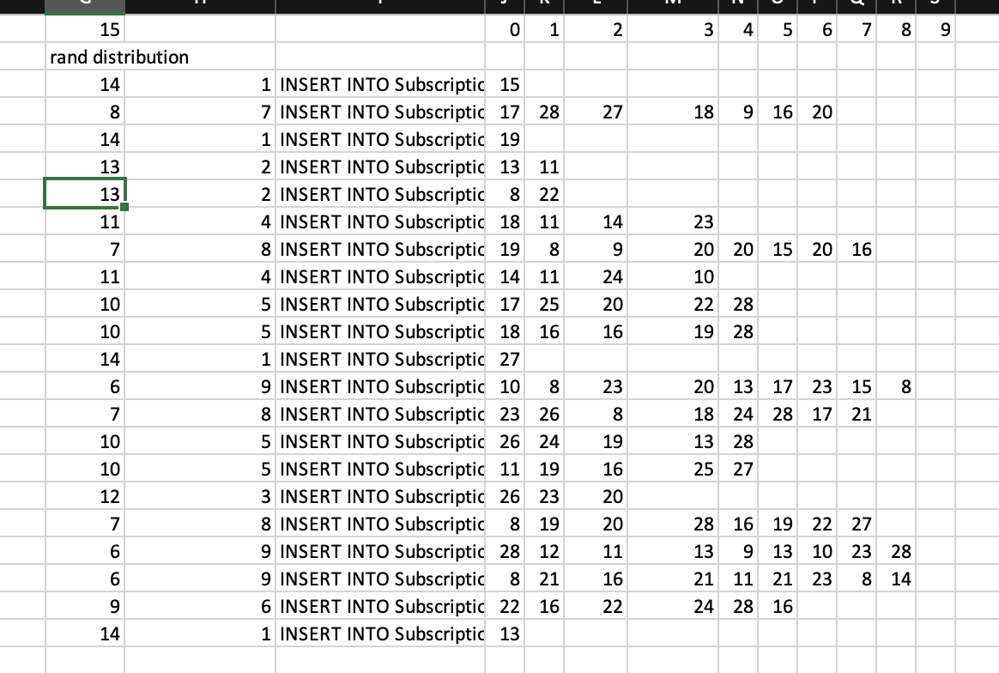 15 0 1 2 3 4 5 6 7 8 9
rand distribution
14 1 INSERT INTO Subscriptic 15
8 7 INSERT INTO Subscriptic 17 28 27 18 9 16 20
14 1 INSERT INTO Subscriptic 19
13 2 INSERT INTO Subscriptic 13 11
13 2 INSERT INTO Subscriptic 8 22
11 4 INSERT INTO Subscriptic 18 11 14 23
7 8 INSERT INTO Subscriptic 19 8 9 20 20 15 20 16
11 4 INSERT INTO Subscriptic 14 11 24 10
10 5 INSERT INTO Subscriptic 17 25 20 22 28
10 5 INSERT INTO Subscriptic 18 16 16 19 28
14 1 INSERT INTO Subscriptic 27
6 9 INSERT INTO Subscriptic 10 8 23 20 13 17 23 15 8
7 8 INSERT INTO Subscriptic 23 26 8 18 24 28 17 21
10 5 INSERT INTO Subscriptic 26 24 19 13 28
10 5 INSERT INTO Subscriptic 11 19 16 25 27
12 3 INSERT INTO Subscriptic 26 23 20
7 8 INSERT INTO Subscriptic 8 19 20 28 16 19 22 27
6 9 INSERT INTO Subscriptic 28 12 11 13 9 13 10 23 28
6 9 INSERT INTO Subscriptic 8 21 16 21 11 21 23 8 14
9 6 INSERT INTO Subscriptic 22 16 22 24 28 16
14 1 INSERT INTO Subscriptic 13